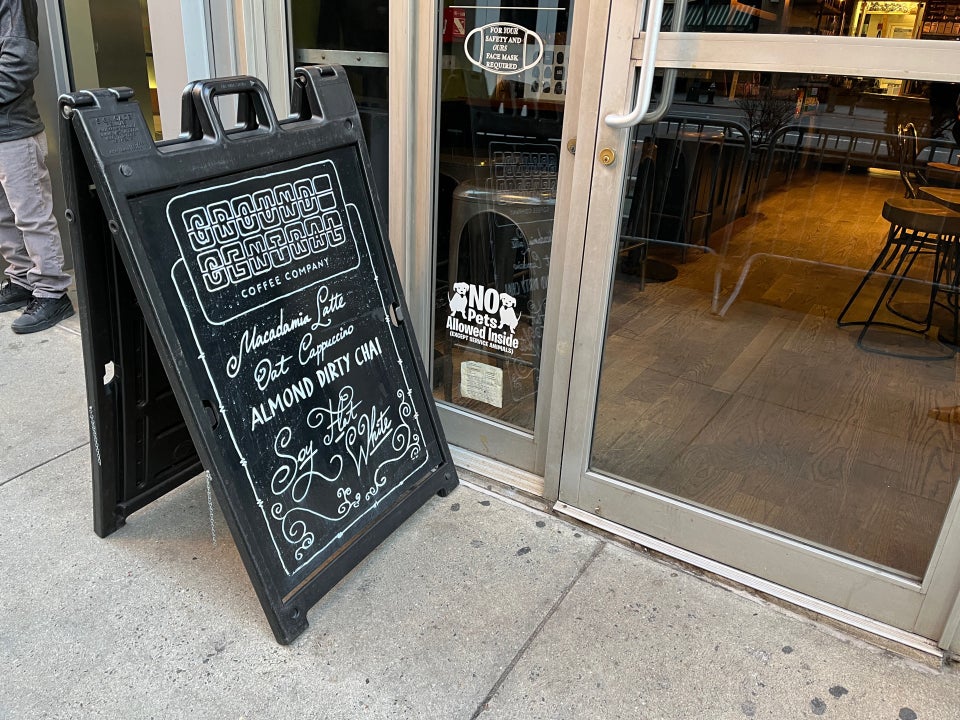 GROUND
CENTRAL
COFFEE COMPANY
Macadamia Latte
Oat Cappuccino
ALMOND DIRTY CHAI
Soy Flat
White
FOR YOUR
SAFETY AND
OURS
FACE MASK
REQUIRED
NO
Pets
Allowed Inside
(EXCEPT SERVICE ANIMALS)